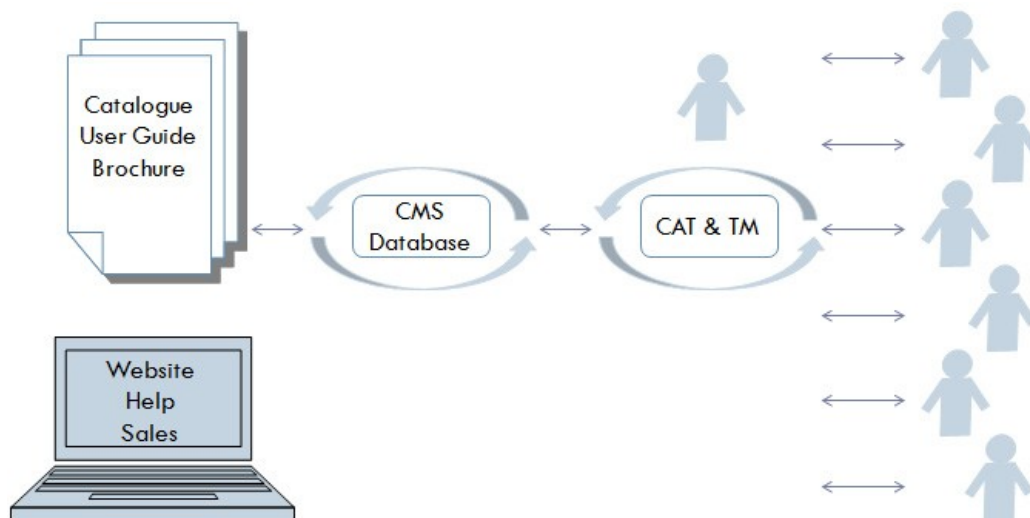 Catalogue
User Guide
Brochure
CMS
Database
CAT & TM
Website
Help
Sales